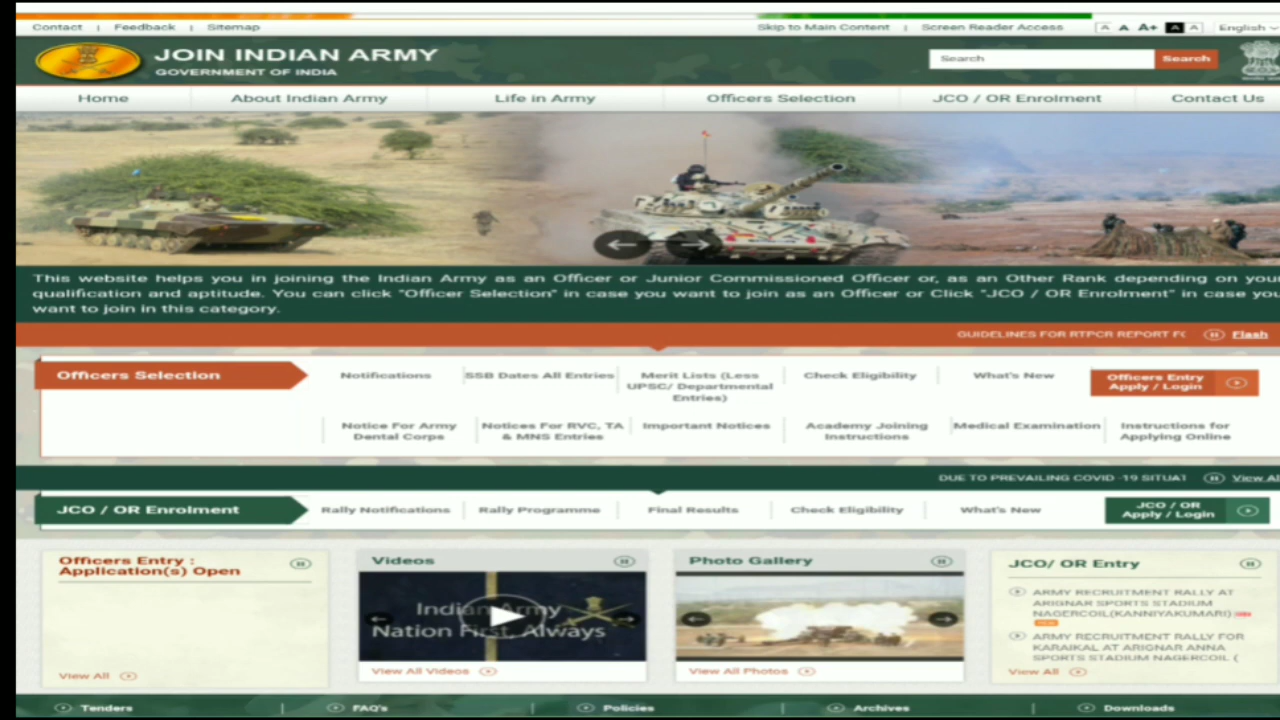 Contact | Feedback | Sitemap
Skip to Main Content | Screen Reader Access A A A+ A A English
JOIN INDIAN ARMY
GOVERNMENT OF INDIA
Search Search
Home About Indian Army Life in Army Officers Selection JCO / OR Enrolment Contact Us
This website helps you in joining the Indian Army as an Officer or Junior Commissioned Officer or, as an Other Rank depending on you
qualification and aptitude. You can click "Officer Selection" in case you want to join as an Officer or Click "JCO / OR Enrolment" in case you
want to join in this category.
GUIDELINES FOR RTPCR REPORT FO Flash
Officers Selection
Notifications
SSB Dates All Entries
Merit Lists (Less
UPSC/ Departmental
Entries)
Check Eligibility
What's New
Officers Entry
Apply / Login
Notice For Army
Dental Corps
Notices For RVC, TA
& MNS Entries
Important Notices
Academy Joining
Instructions
Medical Examination
Instructions for
Applying Online
DUE TO PREVAILING COVID-19 SITUAT View Al
JCO / OR Enrolment
Rally Notifications
Rally Programme
Final Results
Check Eligibility
What's New
JCO / OR
Apply / Login
Officers Entry :
Application(s) Open
View All
Videos
Indian Army
Nation First, Always
View All Videos
Photo Gallery
View All Photos
JCO/ OR Entry
ARMY RECRUITMENT RALLY AT
ARIGNAR SPORTS STADIUM
NAGERCOIL(KANNIYAKUMARI)
ARMY RECRUITMENT RALLY FOR
KARAIKAL AT ARIGNAR ANNA
SPORTS STADIUM NAGERCOIL (
View All
Tenders | FAQ's | Policies | Archives | Downloads